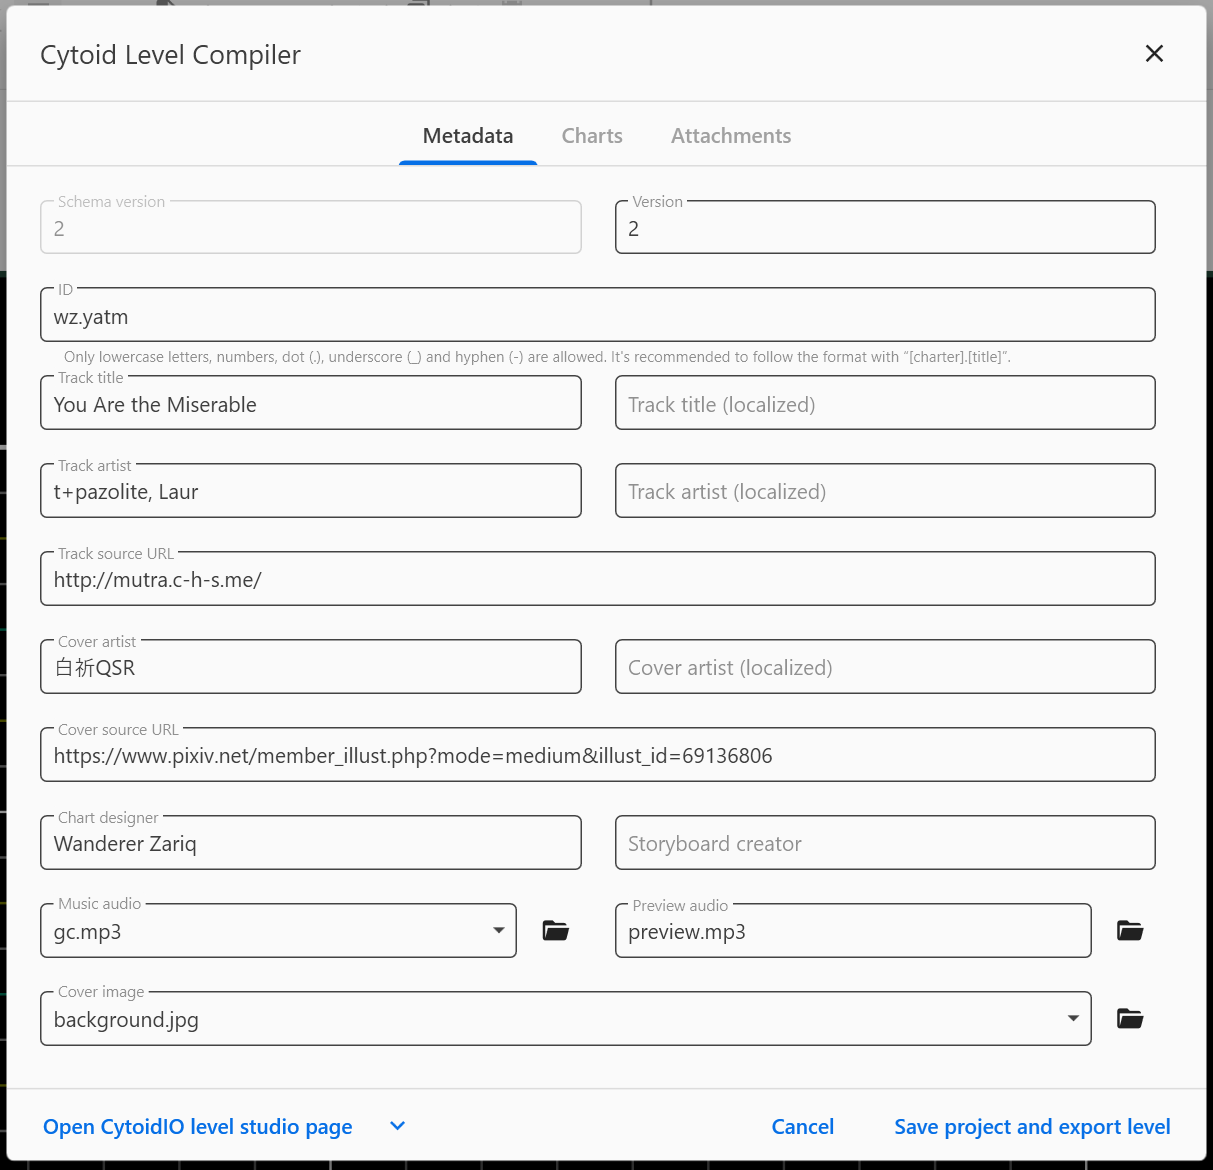 Cytoid Level Compiler
Metadata Charts Attachments
Schema version Version
2 2
ID
wz.yatm
Only lowercase letters, numbers, dot (.), underscore (_) and hyphen (-) are allowed. It's recommended to follow the format with “[charter].[title]”.
Track title
You Are the Miserable Track title (localized)
Track artist
t+pazolite, Laur Track artist (localized)
Track source URL
http://mutra.c-h-s.me/
Cover artist
白祈QSR Cover artist (localized)
Cover source URL
https://www.pixiv.net/member_illust.php?mode=medium&illust_id=69136806
Chart designer
Wanderer Zariq Storyboard creator
Music audio Preview audio
gc.mp3 preview.mp3
Cover image
background.jpg
Open CytoidIO level studio page Cancel Save project and export level